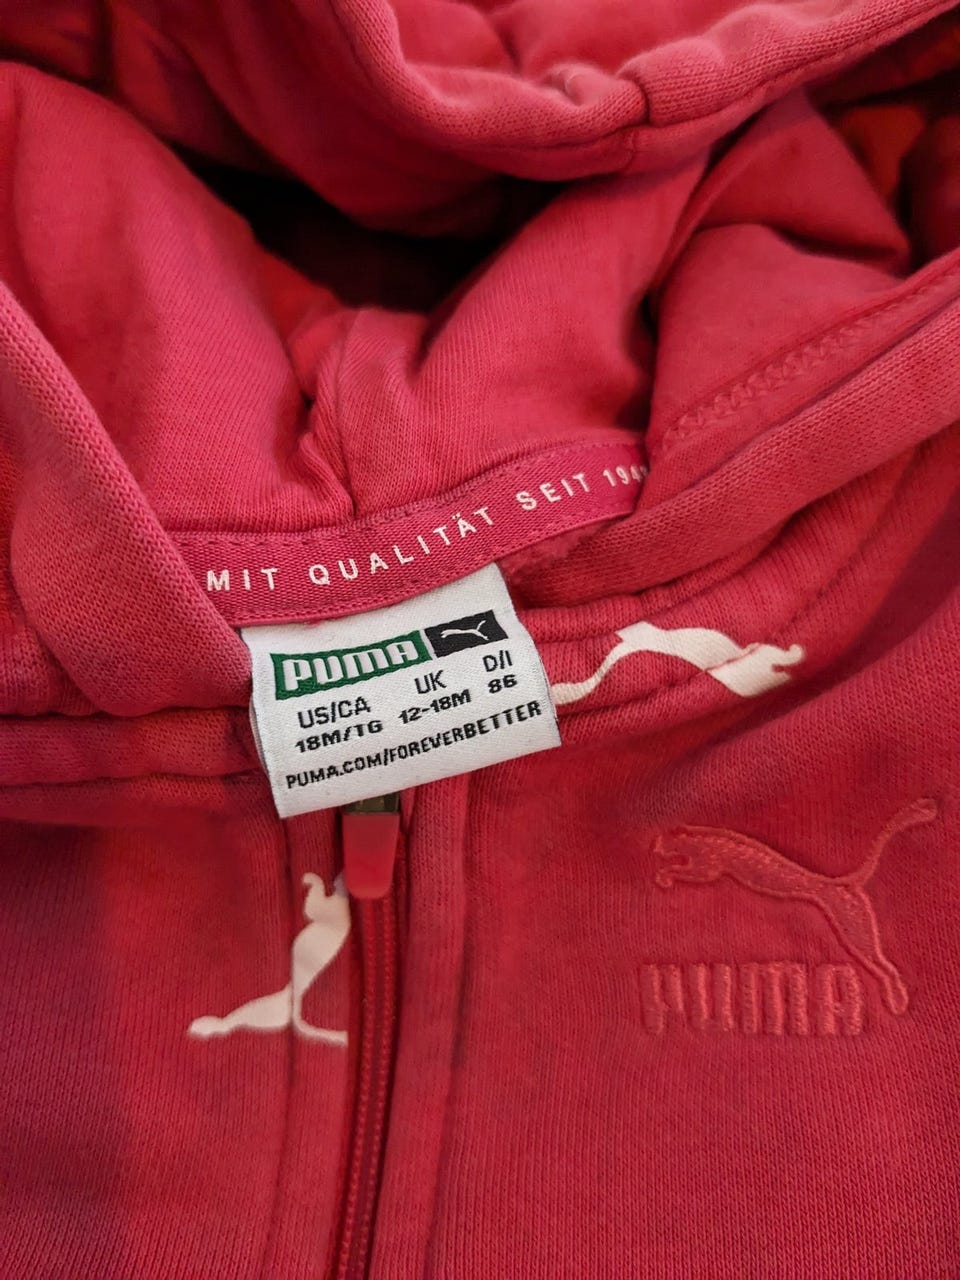 MIT QUALITÄT SEIT
PUMA
US/CA UK D/I
18M/TG 12-18M 86
PUMA.COM/FOREVERBETTER
PUMA